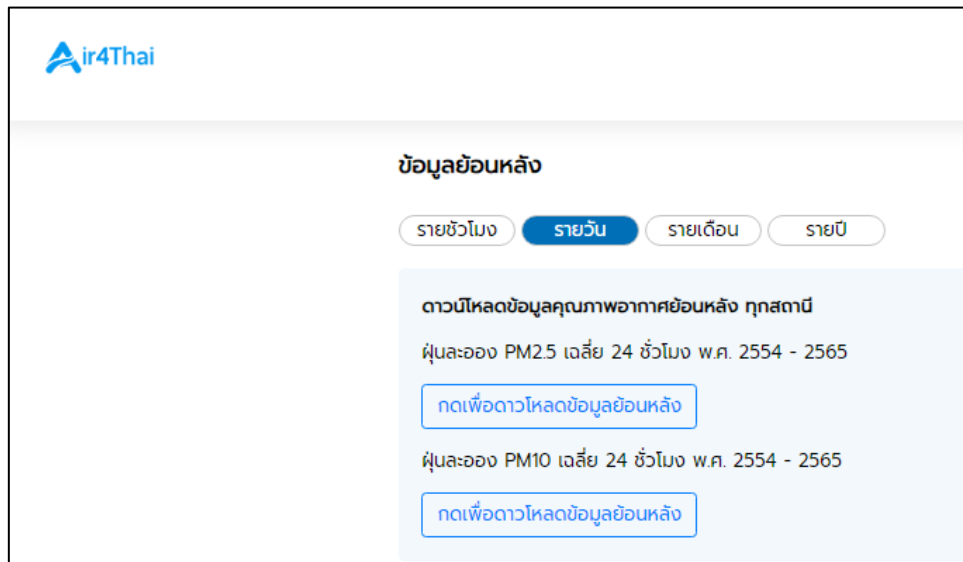 Air4Thai
ข้อมูลย้อนหลัง
รายชั่วโมง รายวัน รายเดือน รายปี
ดาวน์โหลดข้อมูลคุณภาพอากาศย้อนหลัง ทุกสถานี
ฝุ่นละออง PM2.5 เฉลี่ย 24 ชั่วโมง พ.ศ. 2554 - 2565
กดเพื่อดาวโหลดข้อมูลย้อนหลัง
ฝุ่นละออง PM10 เฉลี่ย 24 ชั่วโมง พ.ศ. 2554 - 2565
กดเพื่อดาวโหลดข้อมูลย้อนหลัง